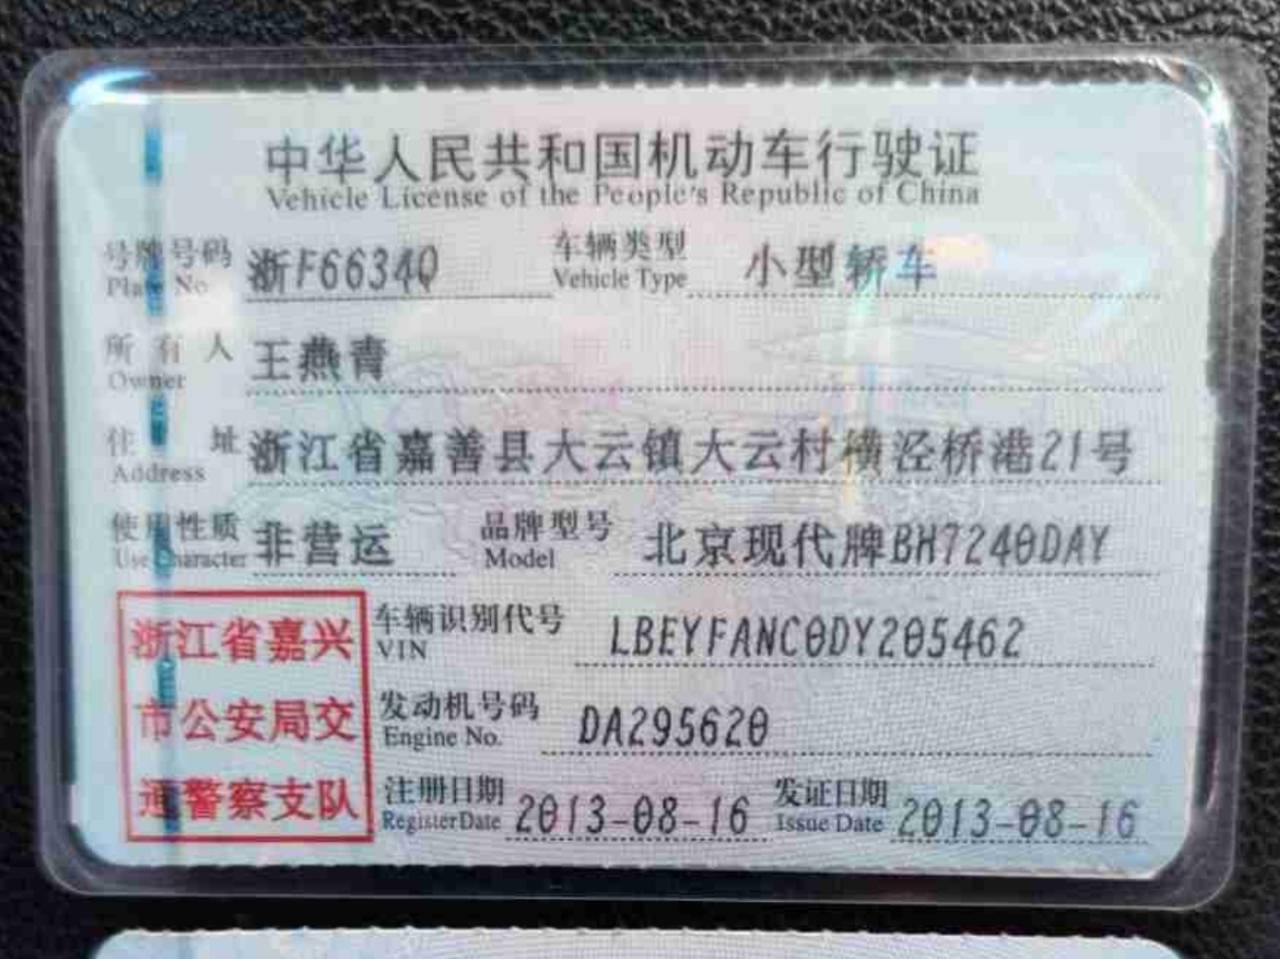 中华人民共和国机动车行驶证
Vehicle License of the People's Republic of China
号牌号码 浙F6634Q 车辆类型 小型轿车
Plate No. Vehicle Type
所有人 王燕青
Owner
住址 浙江省嘉善县大云镇大云村横泾桥港21号
Address
使用性质 非营运 品牌型号 北京现代牌BH7240DAY
Use Character Model
浙江省嘉兴
市公安局交
通警察支队
车辆识别代号 LBEYFANC0DY205462
VIN
发动机号码 DA295620
Engine No.
注册日期 2013-08-16 发证日期 2013-08-16
Register Date Issue Date